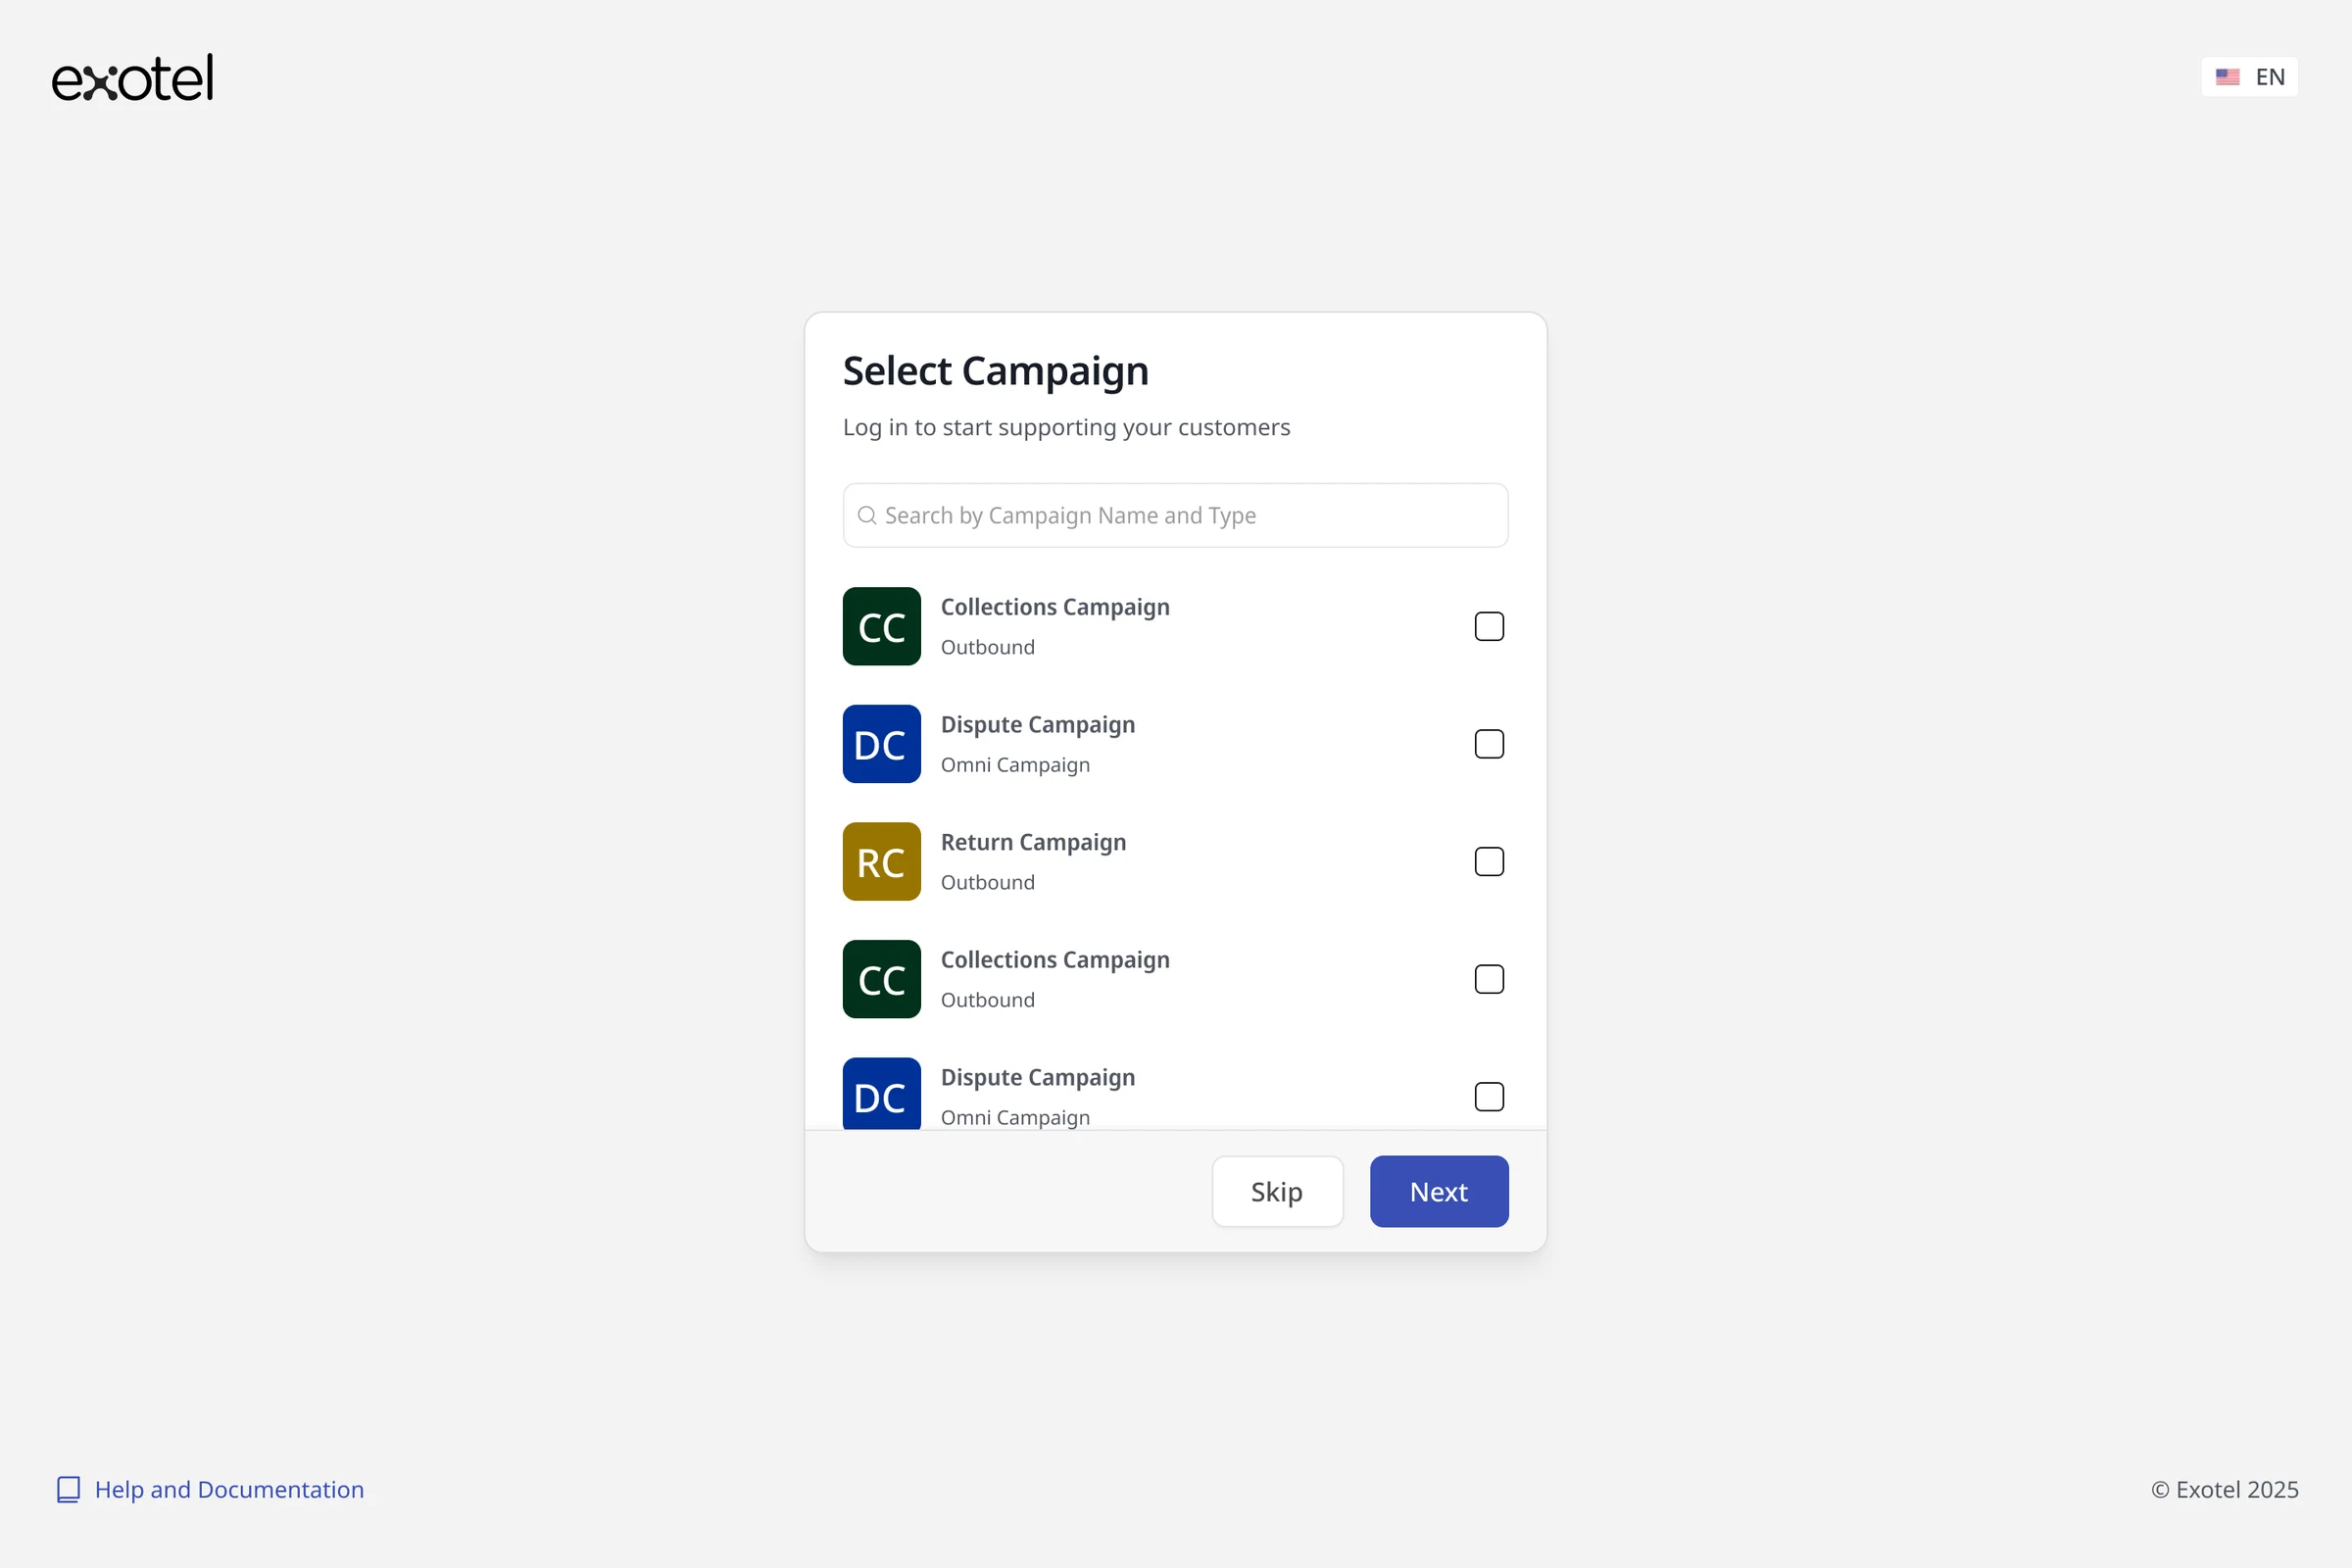 exotel
EN
Select Campaign
Log in to start supporting your customers
Search by Campaign Name and Type
CC
Collections Campaign
Outbound
DC
Dispute Campaign
Omni Campaign
RC
Return Campaign
Outbound
CC
Collections Campaign
Outbound
DC
Dispute Campaign
Omni Campaign
Skip
Next
Help and Documentation
© Exotel 2025